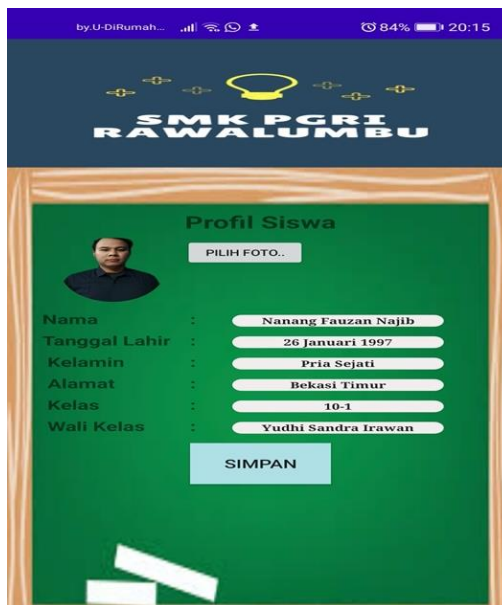 by.U-DiRumah... 84% 20:15
SMK PGRI
RAWALUMBU
Profil Siswa
PILIH FOTO..
Nama : Nanang Fauzan Najib
Tanggal Lahir : 26 Januari 1997
Kelamin : Pria Sejati
Alamat : Bekasi Timur
Kelas : 10-1
Wali Kelas : Yudhi Sandra Irawan
SIMPAN